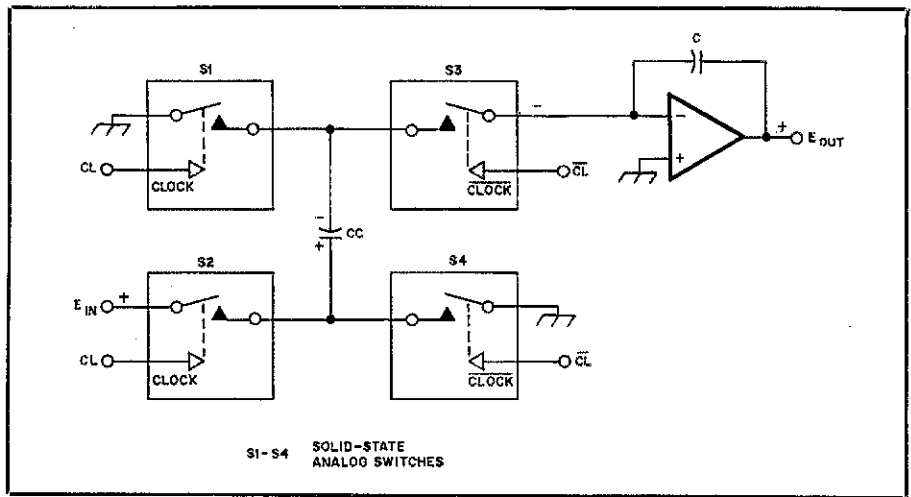 C
S1
S3
-
-
+
+
E OUT
CL
CLOCK
CLOCK
CL
-
+
CC
S2
S4
E IN
+
CL
CLOCK
CLOCK
CL
S1-S4 SOLID-STATE
ANALOG SWITCHES